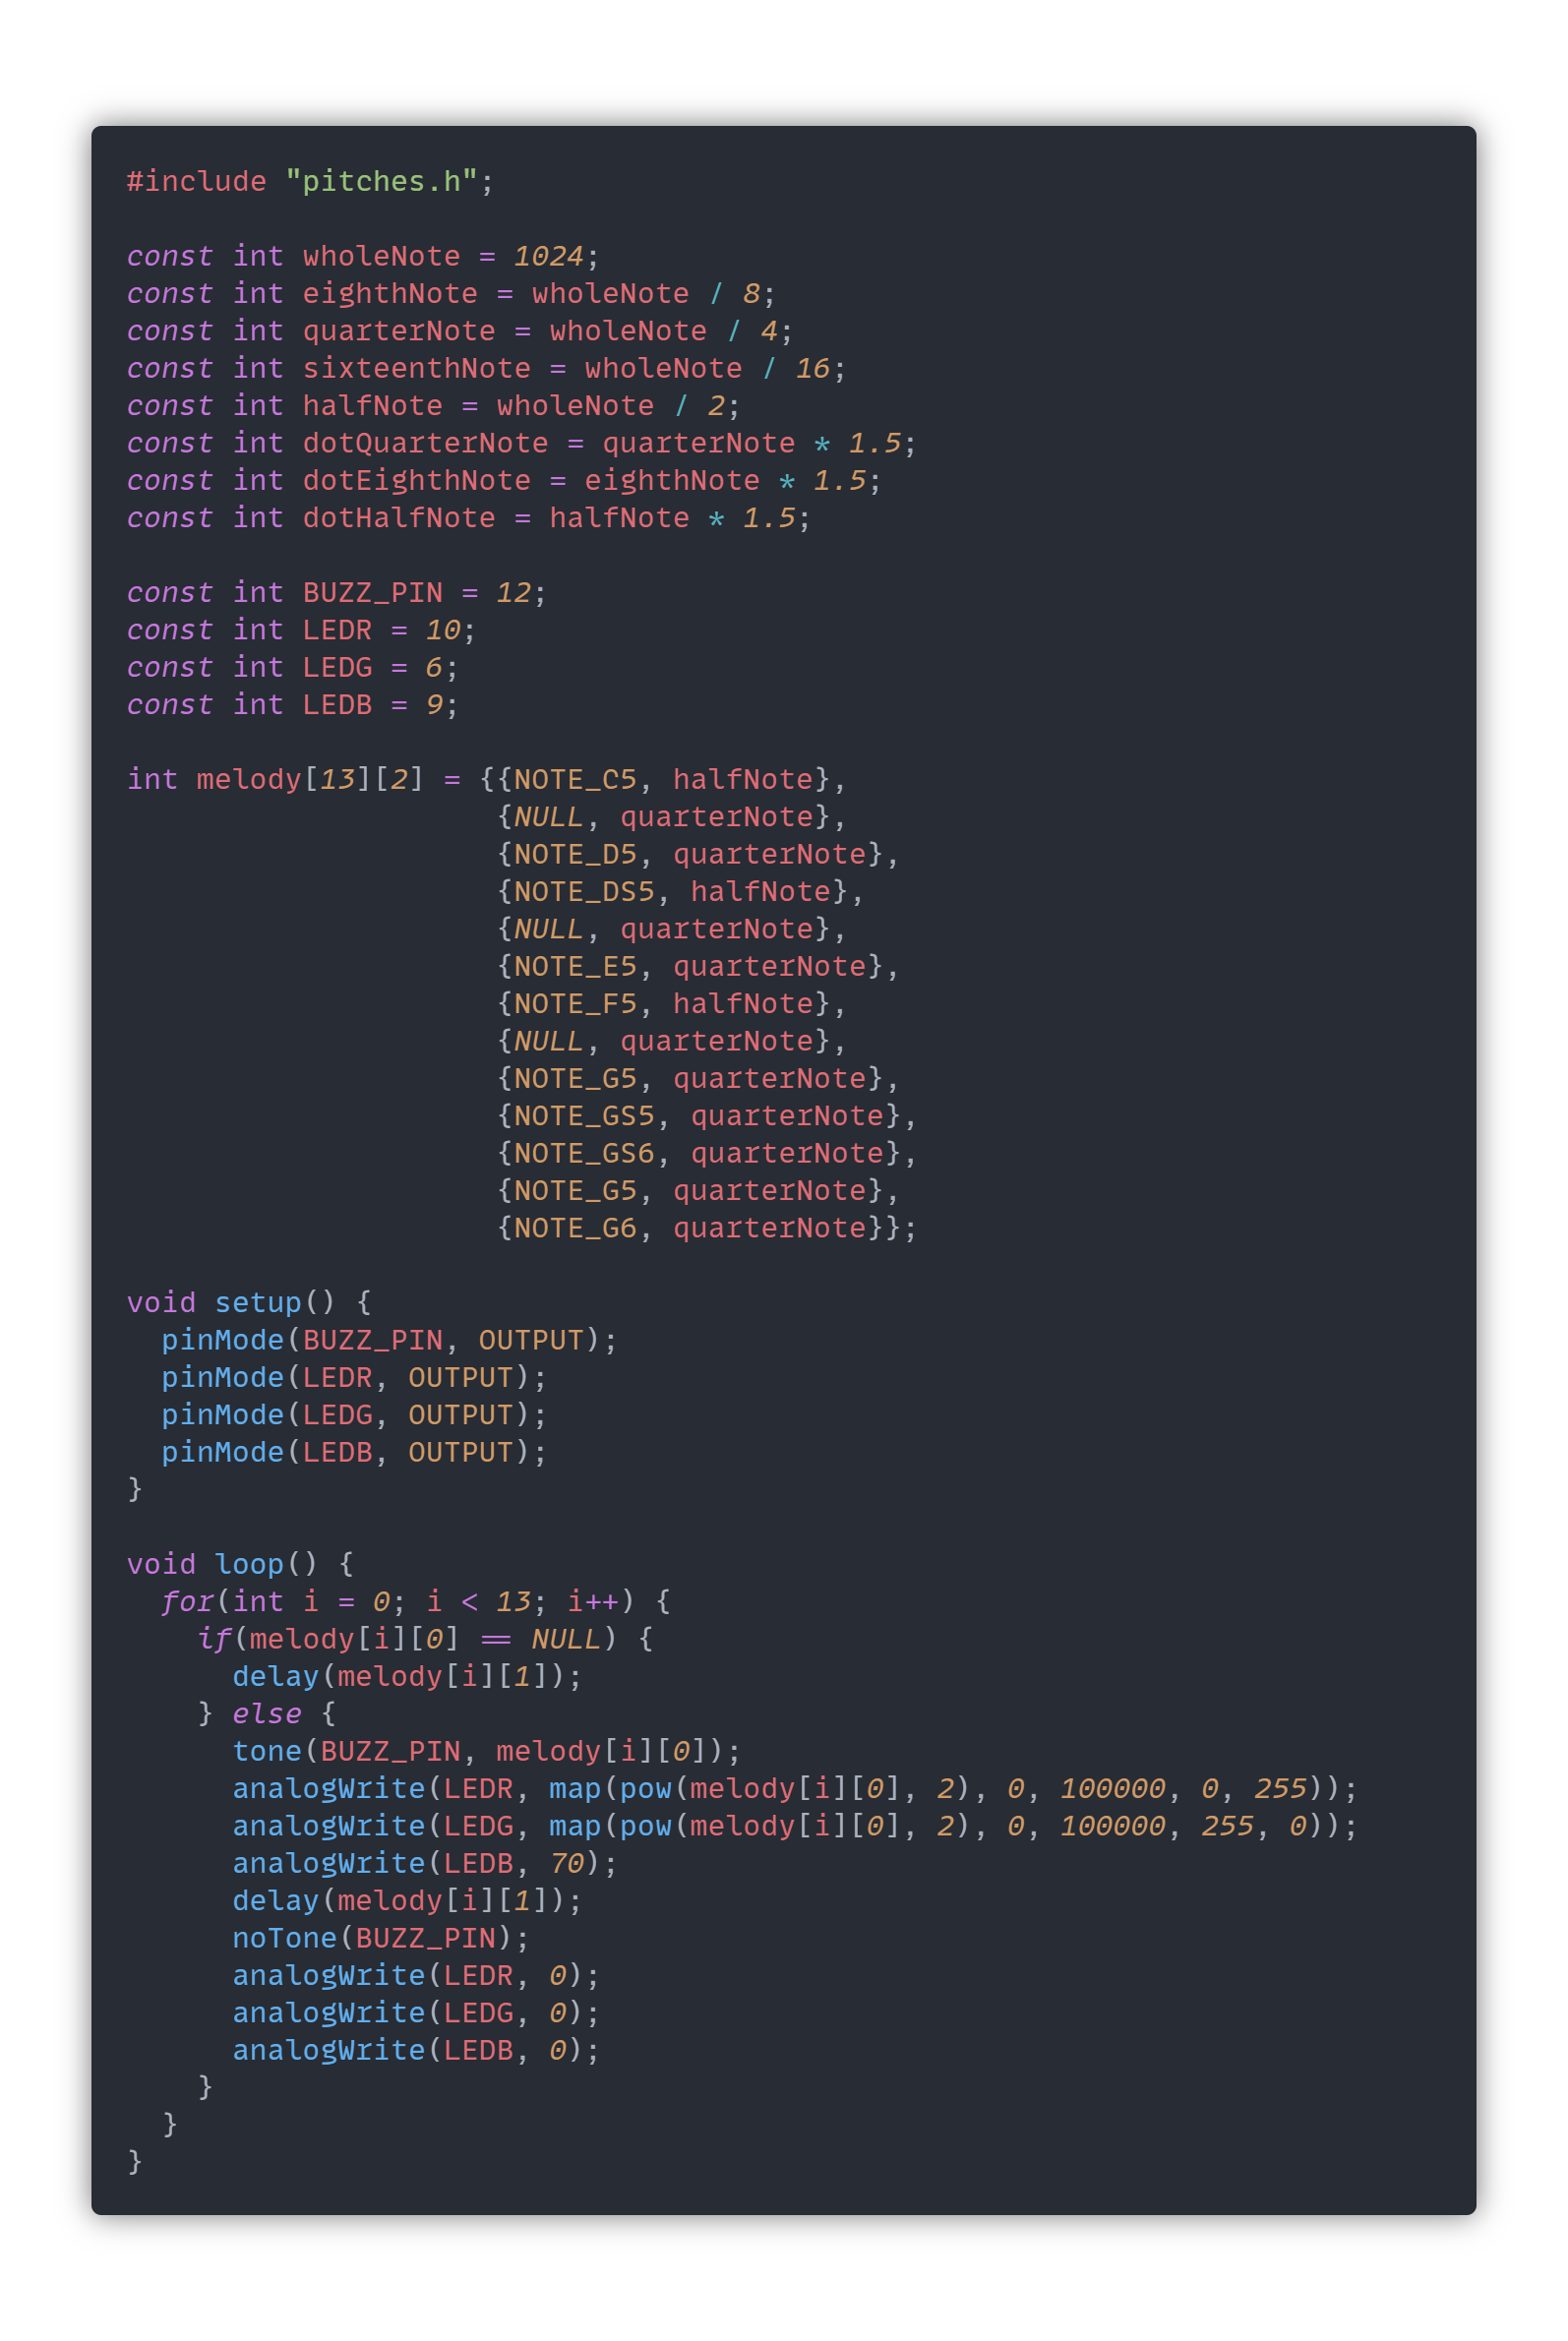 #include "pitches.h";

const int wholeNote = 1024;
const int eighthNote = wholeNote / 8;
const int quarterNote = wholeNote / 4;
const int sixteenthNote = wholeNote / 16;
const int halfNote = wholeNote / 2;
const int dotQuarterNote = quarterNote * 1.5;
const int dotEighthNote = eighthNote * 1.5;
const int dotHalfNote = halfNote * 1.5;

const int BUZZ_PIN = 12;
const int LEDR = 10;
const int LEDG = 6;
const int LEDB = 9;

int melody[13][2] = {{NOTE_C5, halfNote},
                     {NULL, quarterNote},
                     {NOTE_D5, quarterNote},
                     {NOTE_DS5, halfNote},
                     {NULL, quarterNote},
                     {NOTE_E5, quarterNote},
                     {NOTE_F5, halfNote},
                     {NULL, quarterNote},
                     {NOTE_G5, quarterNote},
                     {NOTE_GS5, quarterNote},
                     {NOTE_GS6, quarterNote},
                     {NOTE_G5, quarterNote},
                     {NOTE_G6, quarterNote}};

void setup() {
  pinMode(BUZZ_PIN, OUTPUT);
  pinMode(LEDR, OUTPUT);
  pinMode(LEDG, OUTPUT);
  pinMode(LEDB, OUTPUT);
}

void loop() {
  for(int i = 0; i < 13; i++) {
    if(melody[i][0] == NULL) {
      delay(melody[i][1]);
    } else {
      tone(BUZZ_PIN, melody[i][0]);
      analogWrite(LEDR, map(pow(melody[i][0], 2), 0, 100000, 0, 255));
      analogWrite(LEDG, map(pow(melody[i][0], 2), 0, 100000, 255, 0));
      analogWrite(LEDB, 70);
      delay(melody[i][1]);
      noTone(BUZZ_PIN);
      analogWrite(LEDR, 0);
      analogWrite(LEDG, 0);
      analogWrite(LEDB, 0);
    }
  }
}